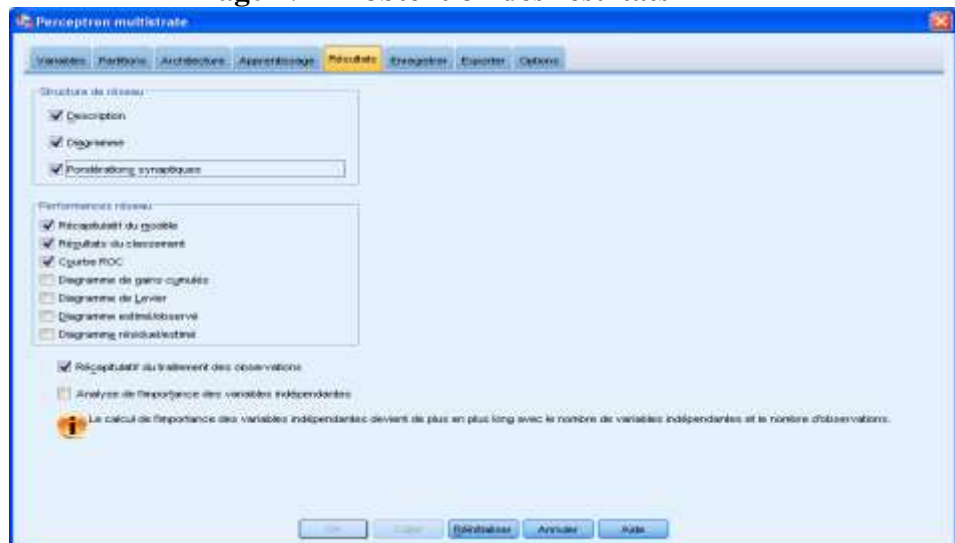 Perceptron multistrate
Variables Partitions Architecture Apprentissage Résultats Enregistrer Exporter Options
Structure de réseau
Description
Diagramme
Pondérations synaptiques
Performances réseau
Récapitulatif du modèle
Résultats du classement
Courbe ROC
Diagramme de gains cumulés
Diagramme de Levier
Diagramme estimé/observé
Diagramme résiduel/estimé
Récapitulatif du traitement des observations
Analyse de l'importance des variables indépendantes
Le calcul de l'importance des variables indépendantes devient de plus en plus long avec le nombre de variables indépendantes et le nombre d'observations.
Réinitialiser Annuler Aide